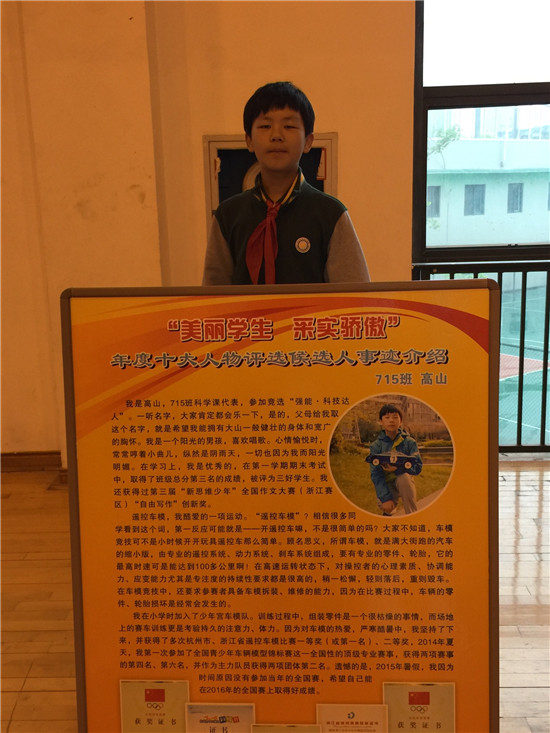 “美丽学生　采实骄傲”
年度十大人物评选候选人事迹介绍
715班 高山
我是高山，715班科学课代表，参加竞选“强能·科技达
人”。一听名字，大家肯定都会乐一下，是的，父母给我取
这个名字，就是希望我能拥有大山一般健壮的身体和宽广
的胸怀。我是一个阳光的男孩，喜欢唱歌。心情愉悦时，
常常哼着小曲儿，纵然是阴雨天，一切也因为我而阳光
明媚。在学习上，我是优秀的，在第一学期期末考试
中，取得了班级总分第三名的成绩，被评为三好学生。我
还获得过第三届“新思维少年”全国作文大赛（浙江赛
区）“自由写作”创新奖。
遥控车模，我酷爱的一项运动。“遥控车模”？相信很多同
学看到这个词，第一反应可能就是——开遥控车嘛，不是很简单的吗？大家不知道，车模
竞技可不是小时候开开玩具遥控车那么简单。顾名思义，所谓车模，就是满大街跑的汽车
的缩小版，由专业的遥控系统、动力系统、刹车系统组成，要有专业的零件、轮胎，它的
最高时速可是能达到100多公里啊！在高速运转状态下，对操控者的心理素质、协调能
力、应变能力尤其是专注度的持续性要求都是很高的，稍一松懈，轻则落后，重则毁车。
在车模竞技中，还要求参赛者具备车模拆装、维修的能力，因为在比赛过程中，车辆的零
件、轮胎损坏是经常会发生的。
我在小学时加入了少年宫车模队。训练过程中，组装零件是一个很枯燥的事情，而场地
上的赛车训练更是考验持久的注意力、体力。因为对车模的热爱，严寒酷暑中，我坚持了下
来，并获得了多次杭州市、浙江省遥控车模比赛一等奖（或第一名）、二等奖，2014年夏
天，我第一次参加了全国青少年车辆模型锦标赛这一全国性的顶级专业赛事，获得两项赛事
的第四名、第六名，并作为主力队员获得两项团体第二名。遗憾的是，2015年暑假，我因为
时间原因没有参加当年的全国赛，希望自己能
在2016年的全国赛上取得好成绩。
获奖证书
证书
获奖证书